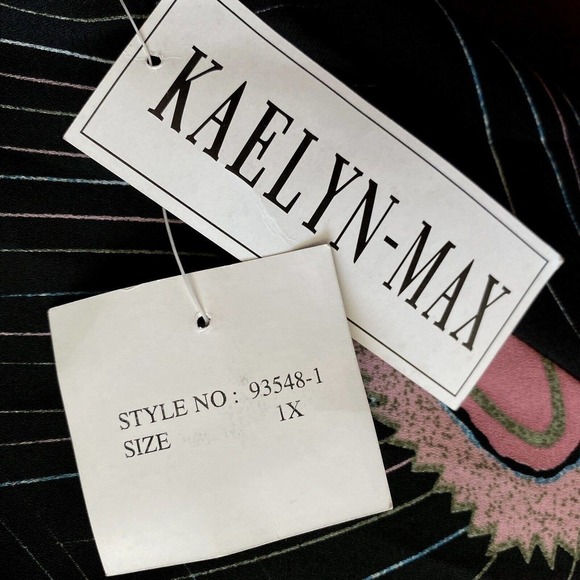 KAELYN-MAX
STYLE NO : 93548-1
SIZE 1X